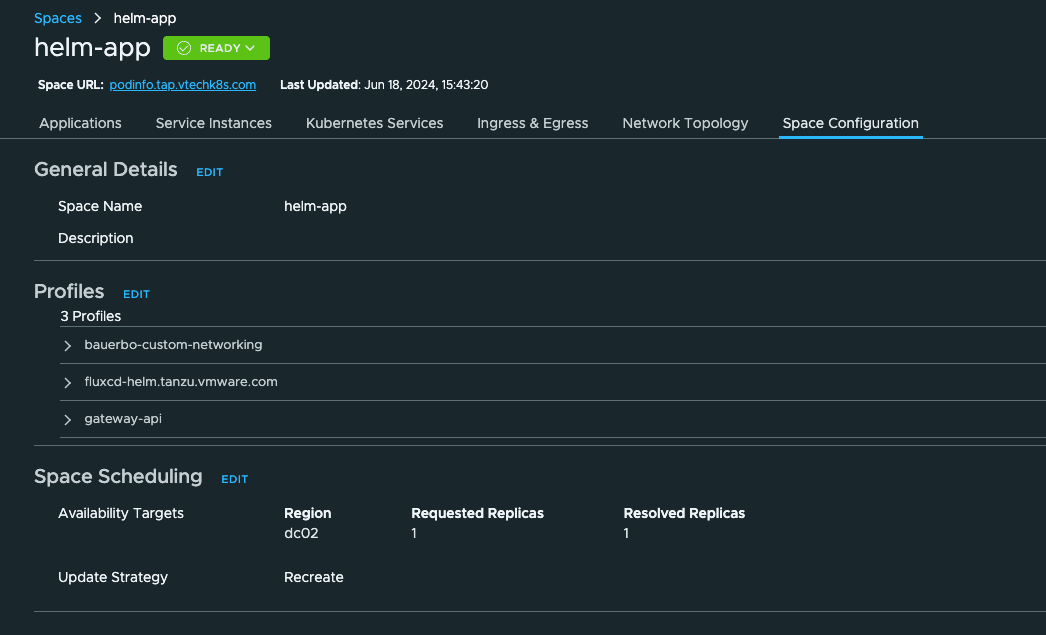 Spaces > helm-app
helm-app READY
Space URL: podinfo.tap.vtechk8s.com Last Updated: Jun 18, 2024, 15:43:20
Applications Service Instances Kubernetes Services Ingress & Egress Network Topology Space Configuration
General Details EDIT
Space Name helm-app
Description
Profiles EDIT
3 Profiles
bauerbo-custom-networking
fluxcd-helm.tanzu.vmware.com
gateway-api
Space Scheduling EDIT
Availability Targets Region Requested Replicas Resolved Replicas
dc02 1 1
Update Strategy Recreate